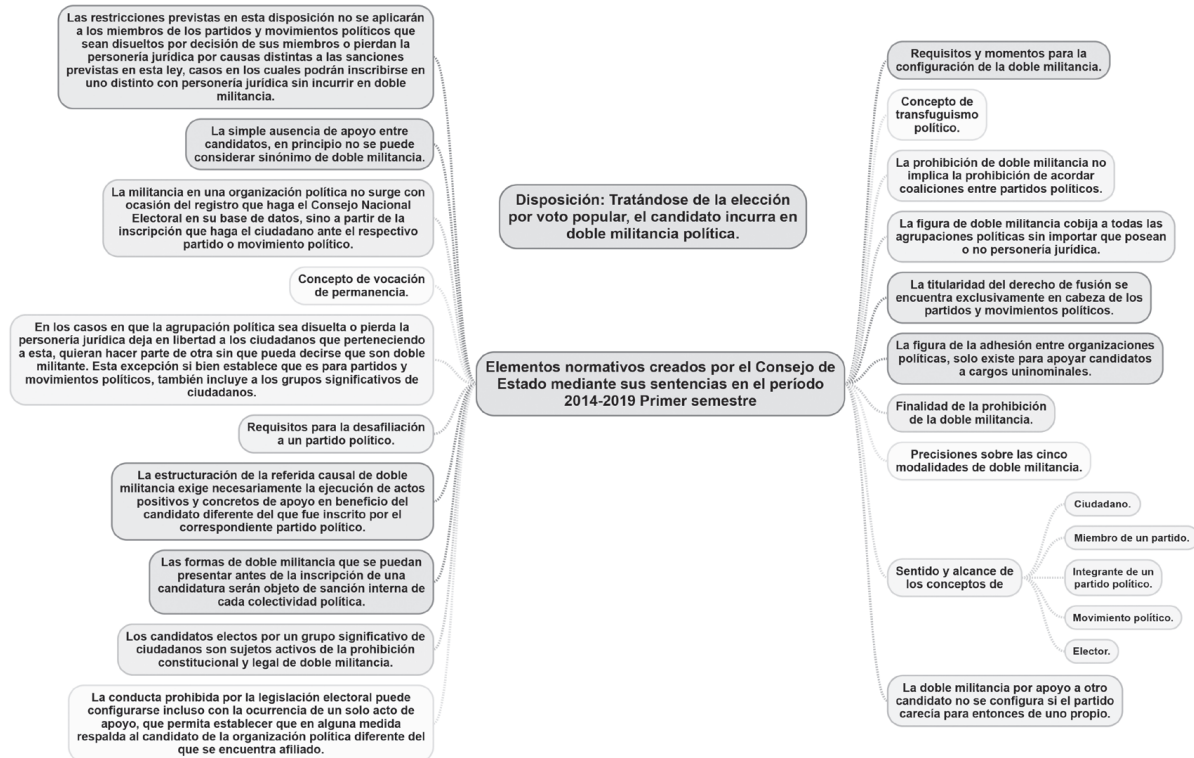 Las restricciones previstas en esta disposición no se aplicarán
a los miembros de los partidos y movimientos políticos que
sean disueltos por decisión de sus miembros o pierdan la
personería jurídica por causas distintas a las sanciones
previstas en esta ley, casos en los cuales podrán inscribirse en
uno distinto con personería jurídica sin incurrir en doble
militancia.
La simple ausencia de apoyo entre
candidatos, en principio no se puede
considerar sinónimo de doble militancia.
La militancia en una organización política no surge con
ocasión del registro que haga el Consejo Nacional
Electoral en su base de datos, sino a partir de la
inscripción que haga el ciudadano ante el respectivo
partido o movimiento político.
Concepto de vocación
de permanencia.
En los casos en que la agrupación política sea disuelta o pierda la
personería jurídica deja en libertad a los ciudadanos que pertenecían
a esta, quieran hacer parte de otra sin que pueda decirse que son doble
militante. Esta excepción si bien establece que es para partidos y
movimientos políticos, también incluye a los grupos significativos de
ciudadanos.
Requisitos para la desafiliación
a un partido político.
La estructuración de la referida causal de doble
militancia exige necesariamente la ejecución de actos
positivos y concretos de apoyo en beneficio del
candidato diferente del que fue inscrito por el
correspondiente partido político.
Las formas de doble militancia que se puedan
presentar antes de la inscripción de una
candidatura serán objeto de sanción interna de
cada colectividad política.
Los candidatos electos por un grupo significativo de
ciudadanos son sujetos activos de la prohibición
constitucional y legal de doble militancia.
La conducta prohibida por la legislación electoral puede
configurarse incluso con la ocurrencia de un solo acto de
apoyo, que permita establecer que en alguna medida
respalda al candidato de la organización política diferente del
que se encuentra afiliado.
Disposición: Tratándose de la elección
por voto popular, el candidato incurra en
doble militancia política.
Elementos normativos creados por el Consejo de
Estado mediante sus sentencias en el período
2014-2019 Primer semestre
Requisitos y momentos para la
configuración de la doble militancia.
Concepto de
transfuguismo
político.
La prohibición de doble militancia no
implica la prohibición de acordar
coaliciones entre partidos políticos.
La figura de doble militancia cobija a todas las
agrupaciones políticas sin importar que posean
o no personería jurídica.
La titularidad del derecho de fusión se
encuentra exclusivamente en cabeza de los
partidos y movimientos políticos.
La figura de la adhesión entre organizaciones
políticas, solo existe para apoyar candidatos
a cargos uninominales.
Finalidad de la prohibición
de la doble militancia.
Precisiones sobre las cinco
modalidades de doble militancia.
Sentido y alcance de
los conceptos de
Ciudadano.
Miembro de un partido.
Integrante de un
partido político.
Movimiento político.
Elector.
La doble militancia por apoyo a otro
candidato no se configura si el partido
carecía para entonces de uno propio.